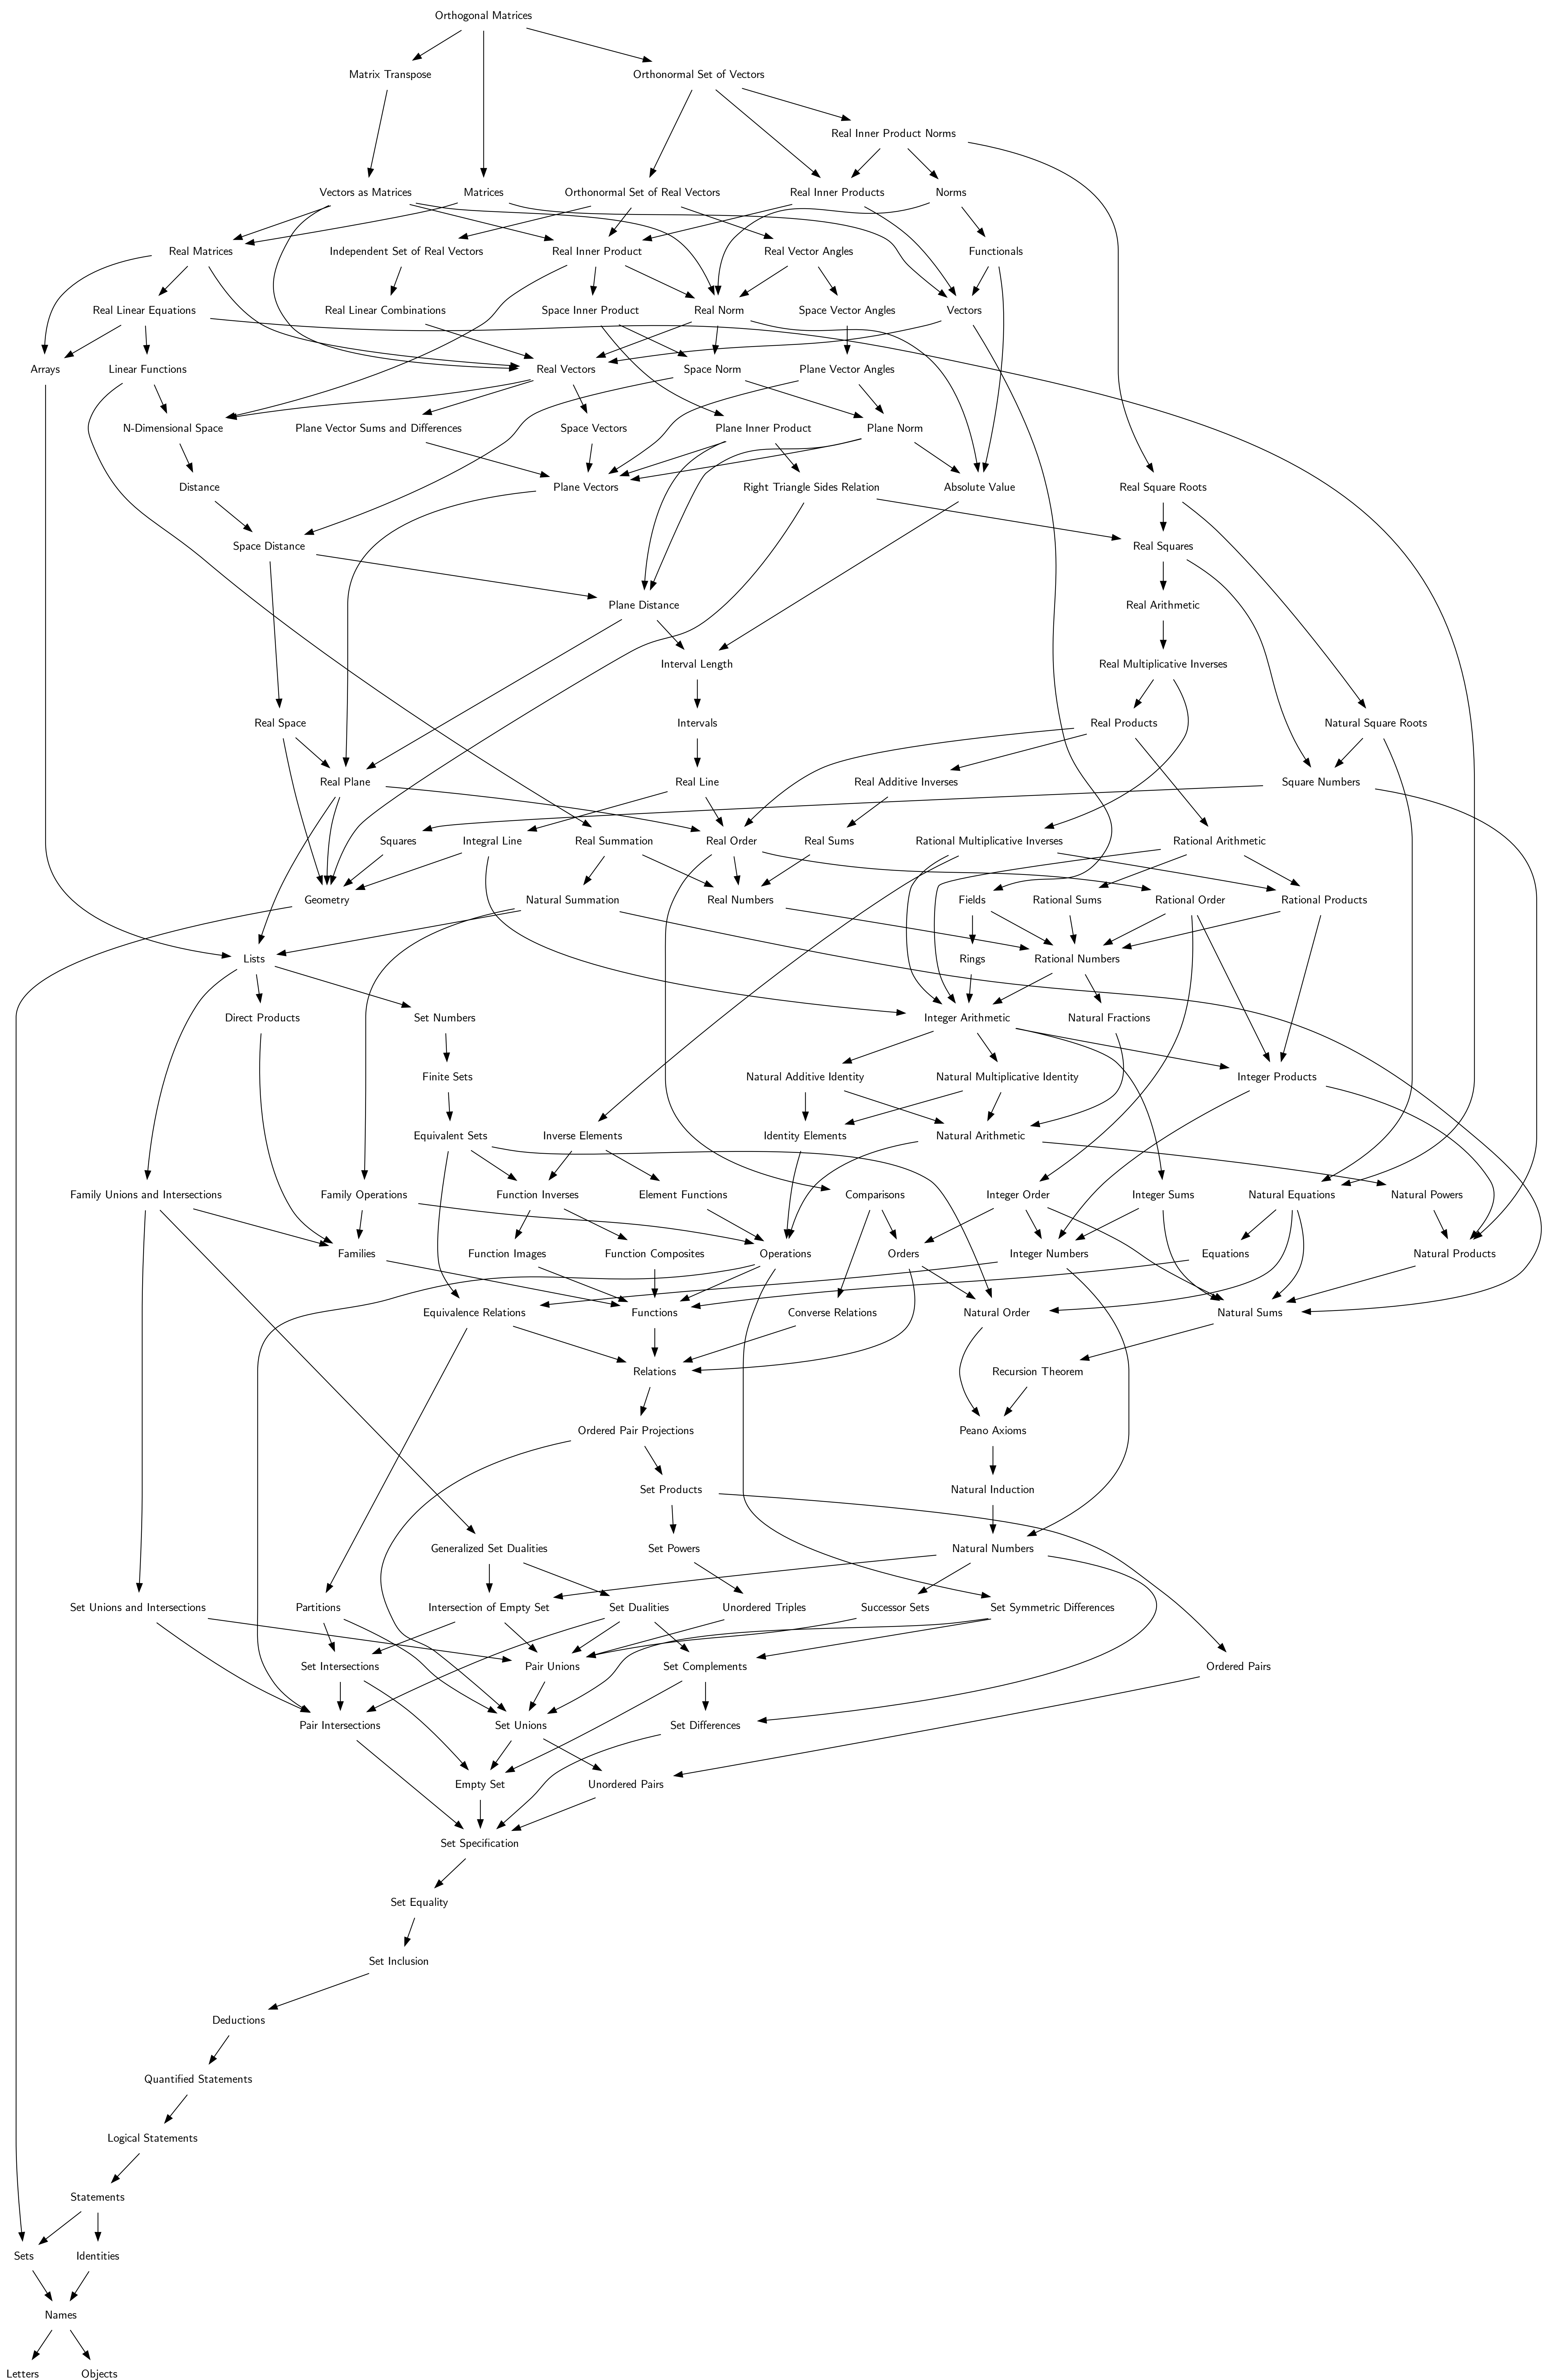 Orthogonal Matrices
Matrix Transpose
Orthonormal Set of Vectors
Real Inner Product Norms
Vectors as Matrices
Matrices
Orthonormal Set of Real Vectors
Real Inner Products
Norms
Real Matrices
Independent Set of Real Vectors
Real Inner Product
Real Vector Angles
Functionals
Real Linear Equations
Real Linear Combinations
Space Inner Product
Real Norm
Space Vector Angles
Vectors
Arrays
Linear Functions
Real Vectors
Space Norm
Plane Vector Angles
N-Dimensional Space
Plane Vector Sums and Differences
Space Vectors
Plane Inner Product
Plane Norm
Distance
Plane Vectors
Right Triangle Sides Relation
Absolute Value
Real Square Roots
Space Distance
Real Squares
Plane Distance
Real Arithmetic
Interval Length
Real Multiplicative Inverses
Real Space
Intervals
Real Products
Natural Square Roots
Real Plane
Real Line
Real Additive Inverses
Square Numbers
Squares
Integral Line
Real Summation
Real Order
Real Sums
Rational Multiplicative Inverses
Rational Arithmetic
Geometry
Natural Summation
Real Numbers
Fields
Rational Sums
Rational Order
Rational Products
Lists
Rings
Rational Numbers
Direct Products
Set Numbers
Integer Arithmetic
Natural Fractions
Finite Sets
Natural Additive Identity
Natural Multiplicative Identity
Integer Products
Equivalent Sets
Inverse Elements
Identity Elements
Natural Arithmetic
Family Unions and Intersections
Family Operations
Function Inverses
Element Functions
Comparisons
Integer Order
Integer Sums
Natural Equations
Natural Powers
Families
Function Images
Function Composites
Operations
Orders
Integer Numbers
Equations
Natural Products
Equivalence Relations
Functions
Converse Relations
Natural Order
Natural Sums
Relations
Recursion Theorem
Ordered Pair Projections
Peano Axioms
Set Products
Natural Induction
Generalized Set Dualities
Set Powers
Natural Numbers
Set Unions and Intersections
Partitions
Intersection of Empty Set
Set Dualities
Unordered Triples
Successor Sets
Set Symmetric Differences
Set Intersections
Pair Unions
Set Complements
Ordered Pairs
Pair Intersections
Set Unions
Set Differences
Empty Set
Unordered Pairs
Set Specification
Set Equality
Set Inclusion
Deductions
Quantified Statements
Logical Statements
Statements
Sets
Identities
Names
Letters
Objects